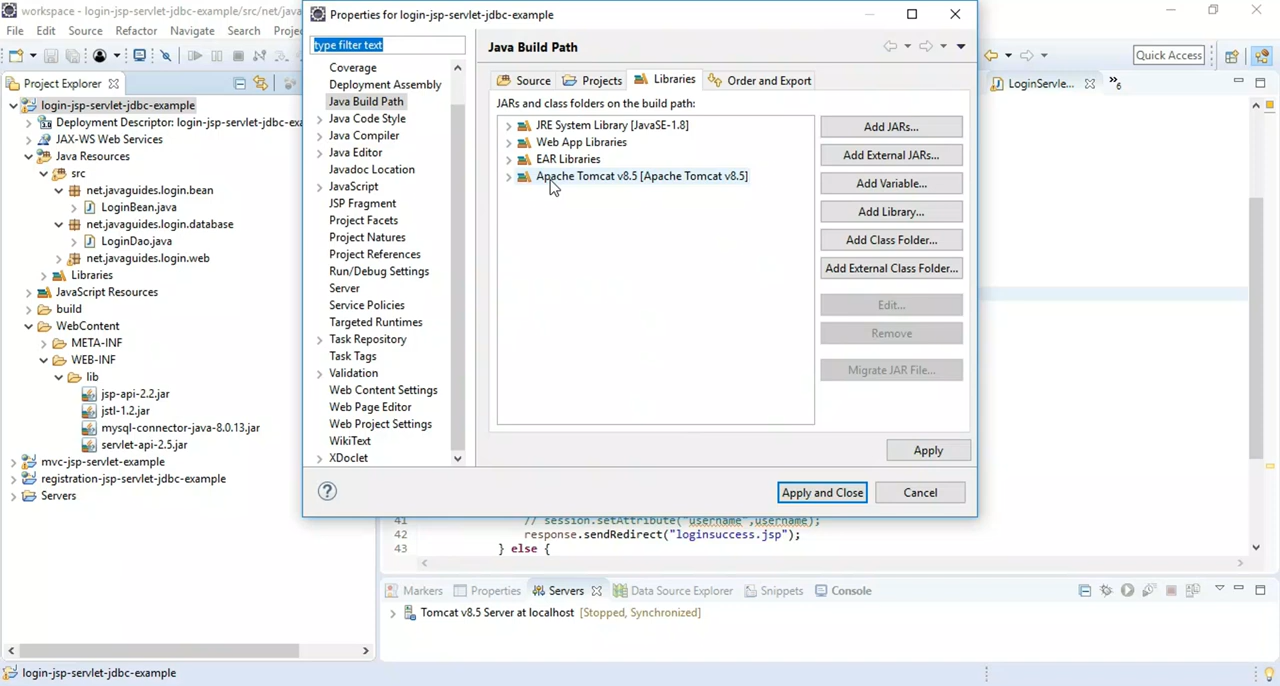 workspace - login-jsp-servlet-jdbc-example/src/net/java
File Edit Source Refactor Navigate Search Projec
Quick Access
Project Explorer
login-jsp-servlet-jdbc-example
Deployment Descriptor: login-jsp-servlet-jdbc-exa
JAX-WS Web Services
Java Resources
src
net.javaguides.login.bean
LoginBean.java
net.javaguides.login.database
LoginDao.java
net.javaguides.login.web
Libraries
JavaScript Resources
build
WebContent
META-INF
WEB-INF
lib
jsp-api-2.2.jar
jstl-1.2.jar
mysql-connector-java-8.0.13.jar
servlet-api-2.5.jar
mvc-jsp-servlet-example
registration-jsp-servlet-jdbc-example
Servers
Properties for login-jsp-servlet-jdbc-example
type filter text
Coverage
Deployment Assembly
Java Build Path
Java Code Style
Java Compiler
Java Editor
Javadoc Location
JavaScript
JSP Fragment
Project Facets
Project Natures
Project References
Run/Debug Settings
Server
Service Policies
Targeted Runtimes
Task Repository
Task Tags
Validation
Web Content Settings
Web Page Editor
Web Project Settings
WikiText
XDoclet
Java Build Path
Source Projects Libraries Order and Export
JARs and class folders on the build path:
JRE System Library [JavaSE-1.8]
Web App Libraries
EAR Libraries
Apache Tomcat v8.5 [Apache Tomcat v8.5]
Add JARs...
Add External JARs...
Add Variable...
Add Library...
Add Class Folder...
Add External Class Folder...
Edit...
Remove
Migrate JAR File...
Apply
Apply and Close Cancel
LoginServle... 6
41 // session.setAttribute("username",username);
42 response.sendRedirect("loginsuccess.jsp");
43 } else {
Markers Properties Servers Data Source Explorer Snippets Console
Tomcat v8.5 Server at localhost [Stopped, Synchronized]
login-jsp-servlet-jdbc-example